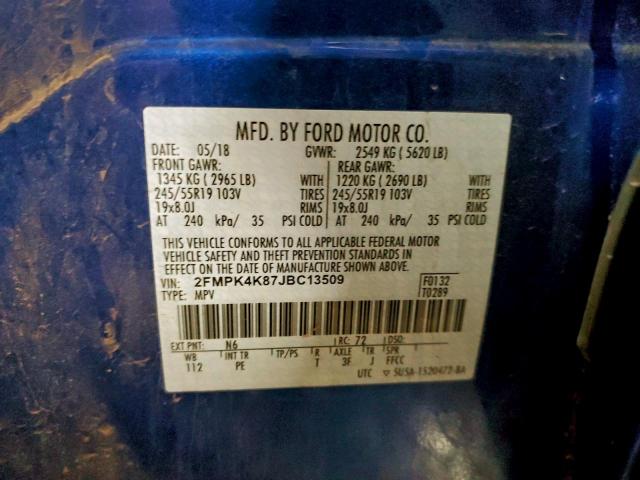 MFD. BY FORD MOTOR CO.
DATE: 05/18 GVWR: 2549 KG ( 5620 LB)
FRONT GAWR: REAR GAWR:
1345 KG ( 2965 LB) WITH 1220 KG ( 2690 LB) WITH
245/55R19 103V TIRES 245/55R19 103V TIRES
19x8.0J RIMS 19x8.0J RIMS
AT 240 kPa/ 35 PSI COLD AT 240 kPa/ 35 PSI COLD
THIS VEHICLE CONFORMS TO ALL APPLICABLE FEDERAL MOTOR
VEHICLE SAFETY AND THEFT PREVENTION STANDARDS IN
EFFECT ON THE DATE OF MANUFACTURE SHOWN ABOVE.
VIN: 2FMPK4K87JBC13509 F0132
TYPE: MPV T0289
EXT PNT: N6 RC: 72 DSO:
WB INT TR TP/PS R AXLE TR SPR
112 PE T 3F J FFCC
UTC ▽ 5USA-1520472-BA